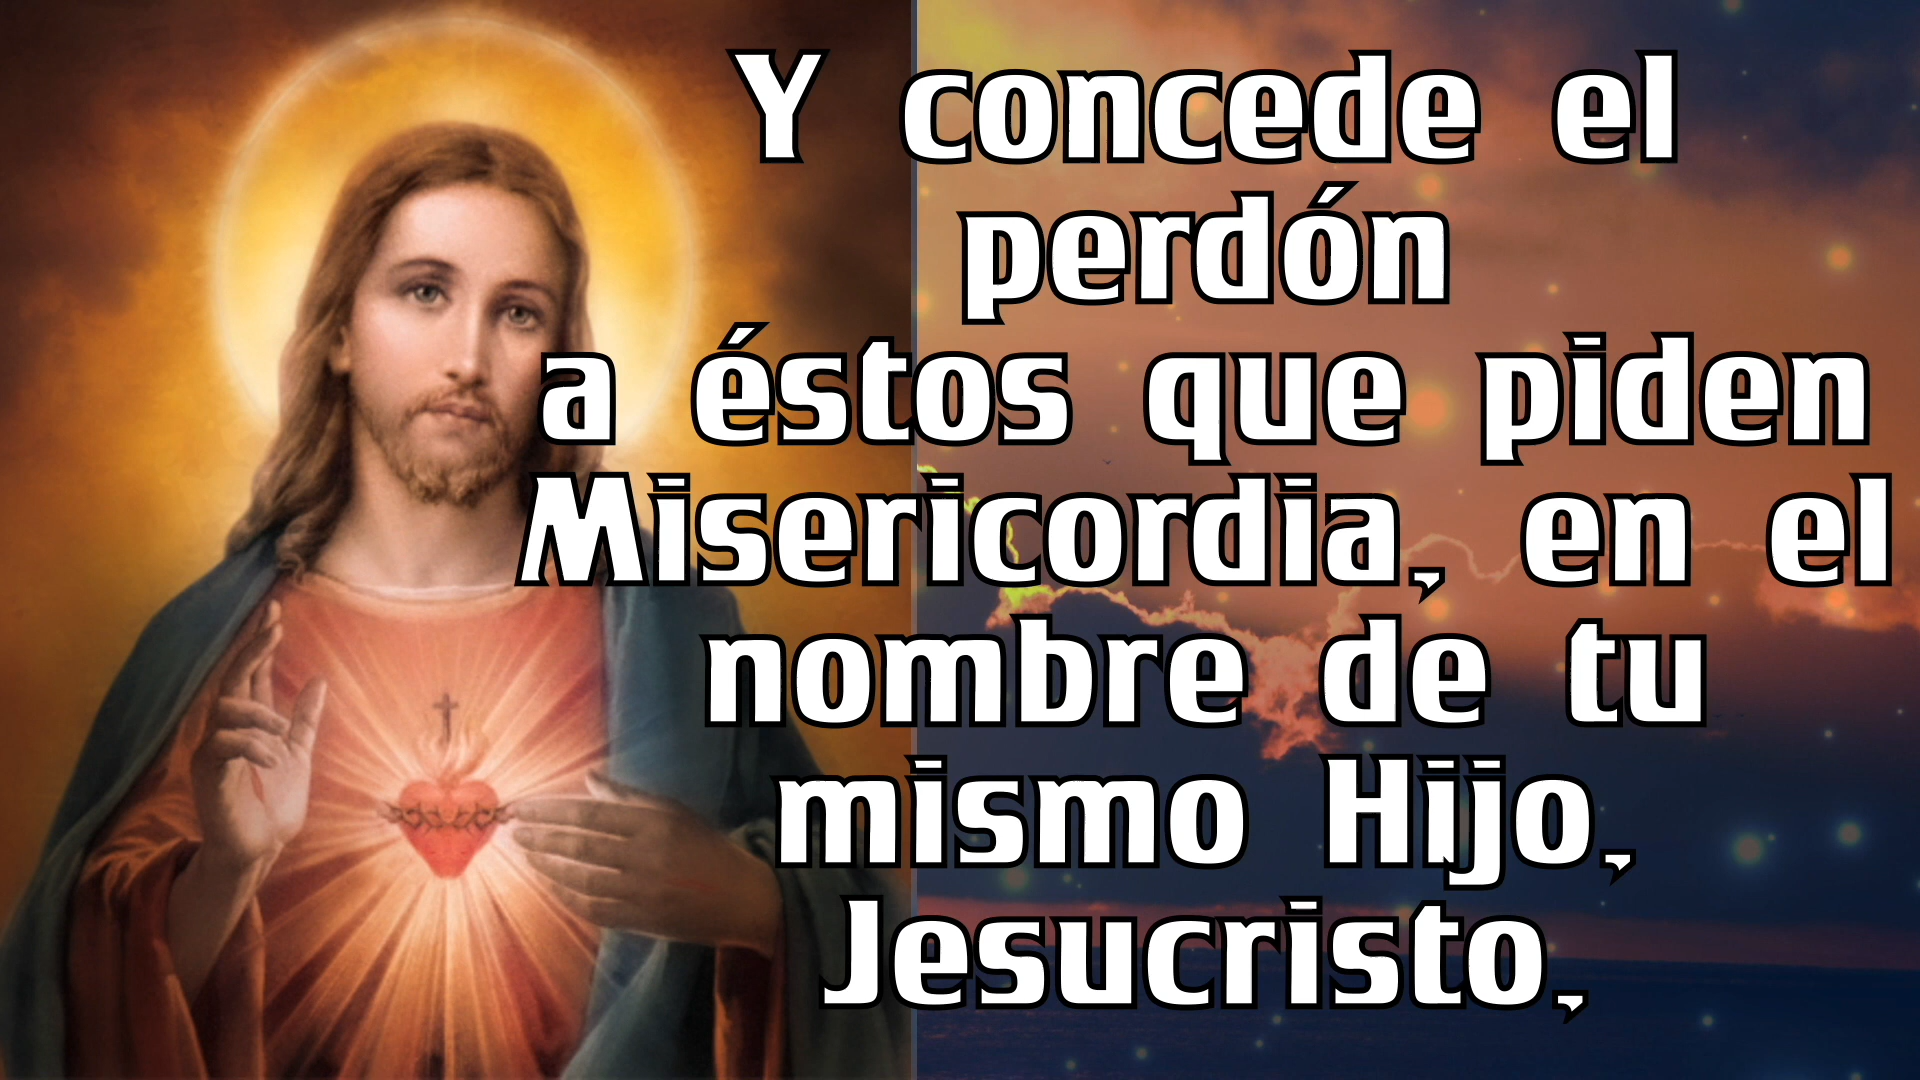 Y concede el
perdón
a éstos que piden
Misericordia, en el
nombre de tu
mismo Hijo,
Jesucristo,